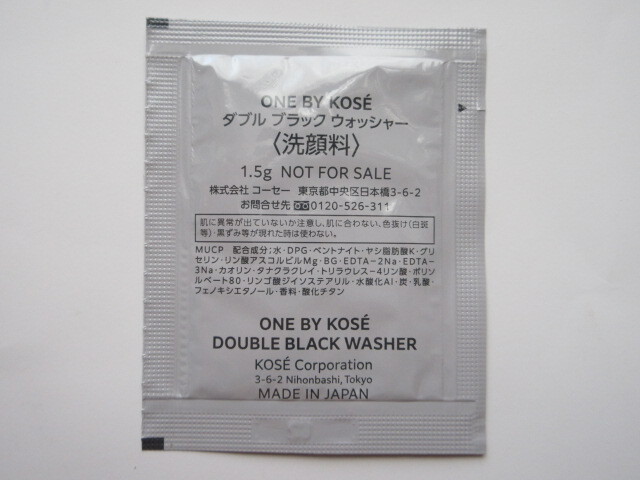 ONE BY KOSÉ
ダブル ブラック ウォッシャー
〈洗顔料〉
1.5g NOT FOR SALE
株式会社 コーセー 東京都中央区日本橋3-6-2
お問合せ先 0120-526-311
肌に異常が出ていないか注意し、肌に合わない、色抜け(白斑
等)・黒ずみ等が現れた時は使わない。
MUCP 配合成分；水・DPG・ベントナイト・ヤシ脂肪酸K・グリ
セリン・リン酸アスコルビルMg・BG・EDTA−2Na・EDTA−
3Na・カオリン・タナクラクレイ・トリラウレス−4リン酸・ポリソ
ルベート80・リンゴ酸ジイソステアリル・水酸化Al・炭・乳酸・
フェノキシエタノール・香料・酸化チタン
ONE BY KOSÉ
DOUBLE BLACK WASHER
KOSÉ Corporation
3-6-2 Nihonbashi, Tokyo
MADE IN JAPAN